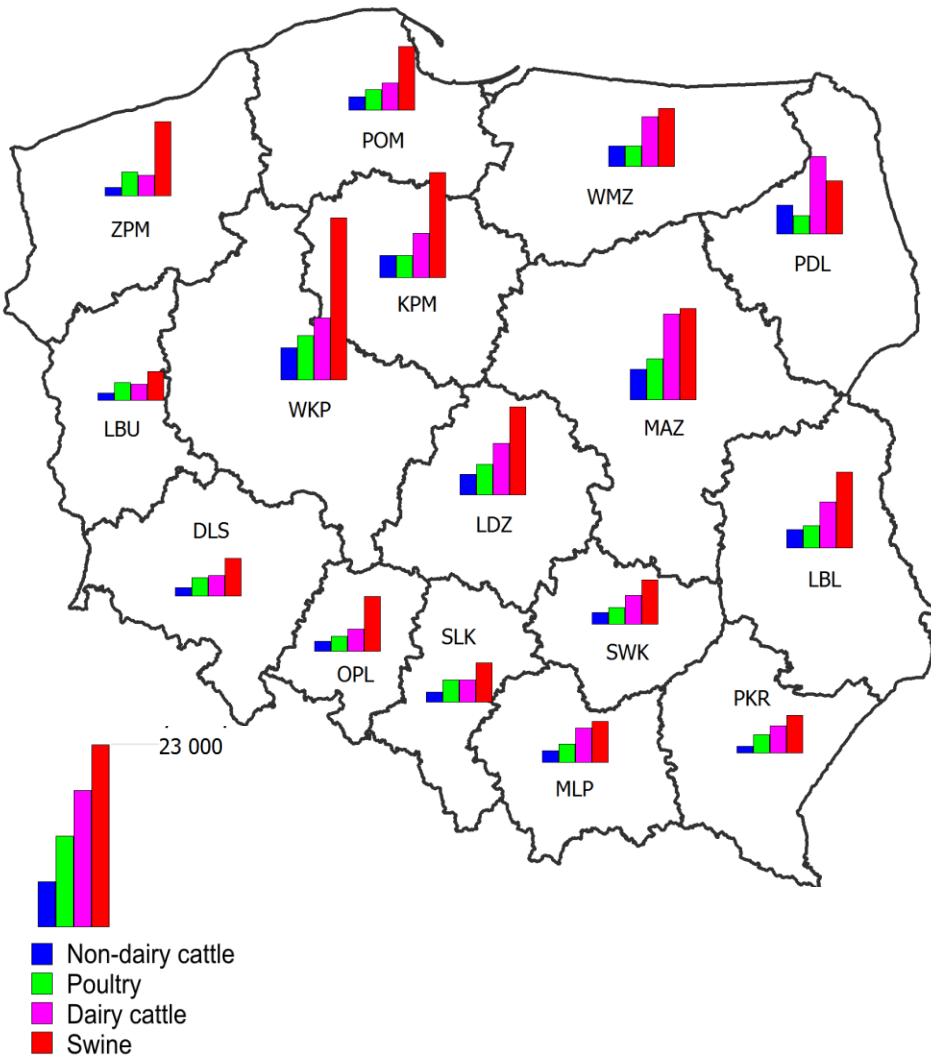 POM
WMZ
ZPM
PDL
KPM
WKP
MAZ
LBU
LDZ
DLS
LBL
SLK
SWK
OPL
PKR
MLP
23 000
Non-dairy cattle
Poultry
Dairy cattle
Swine